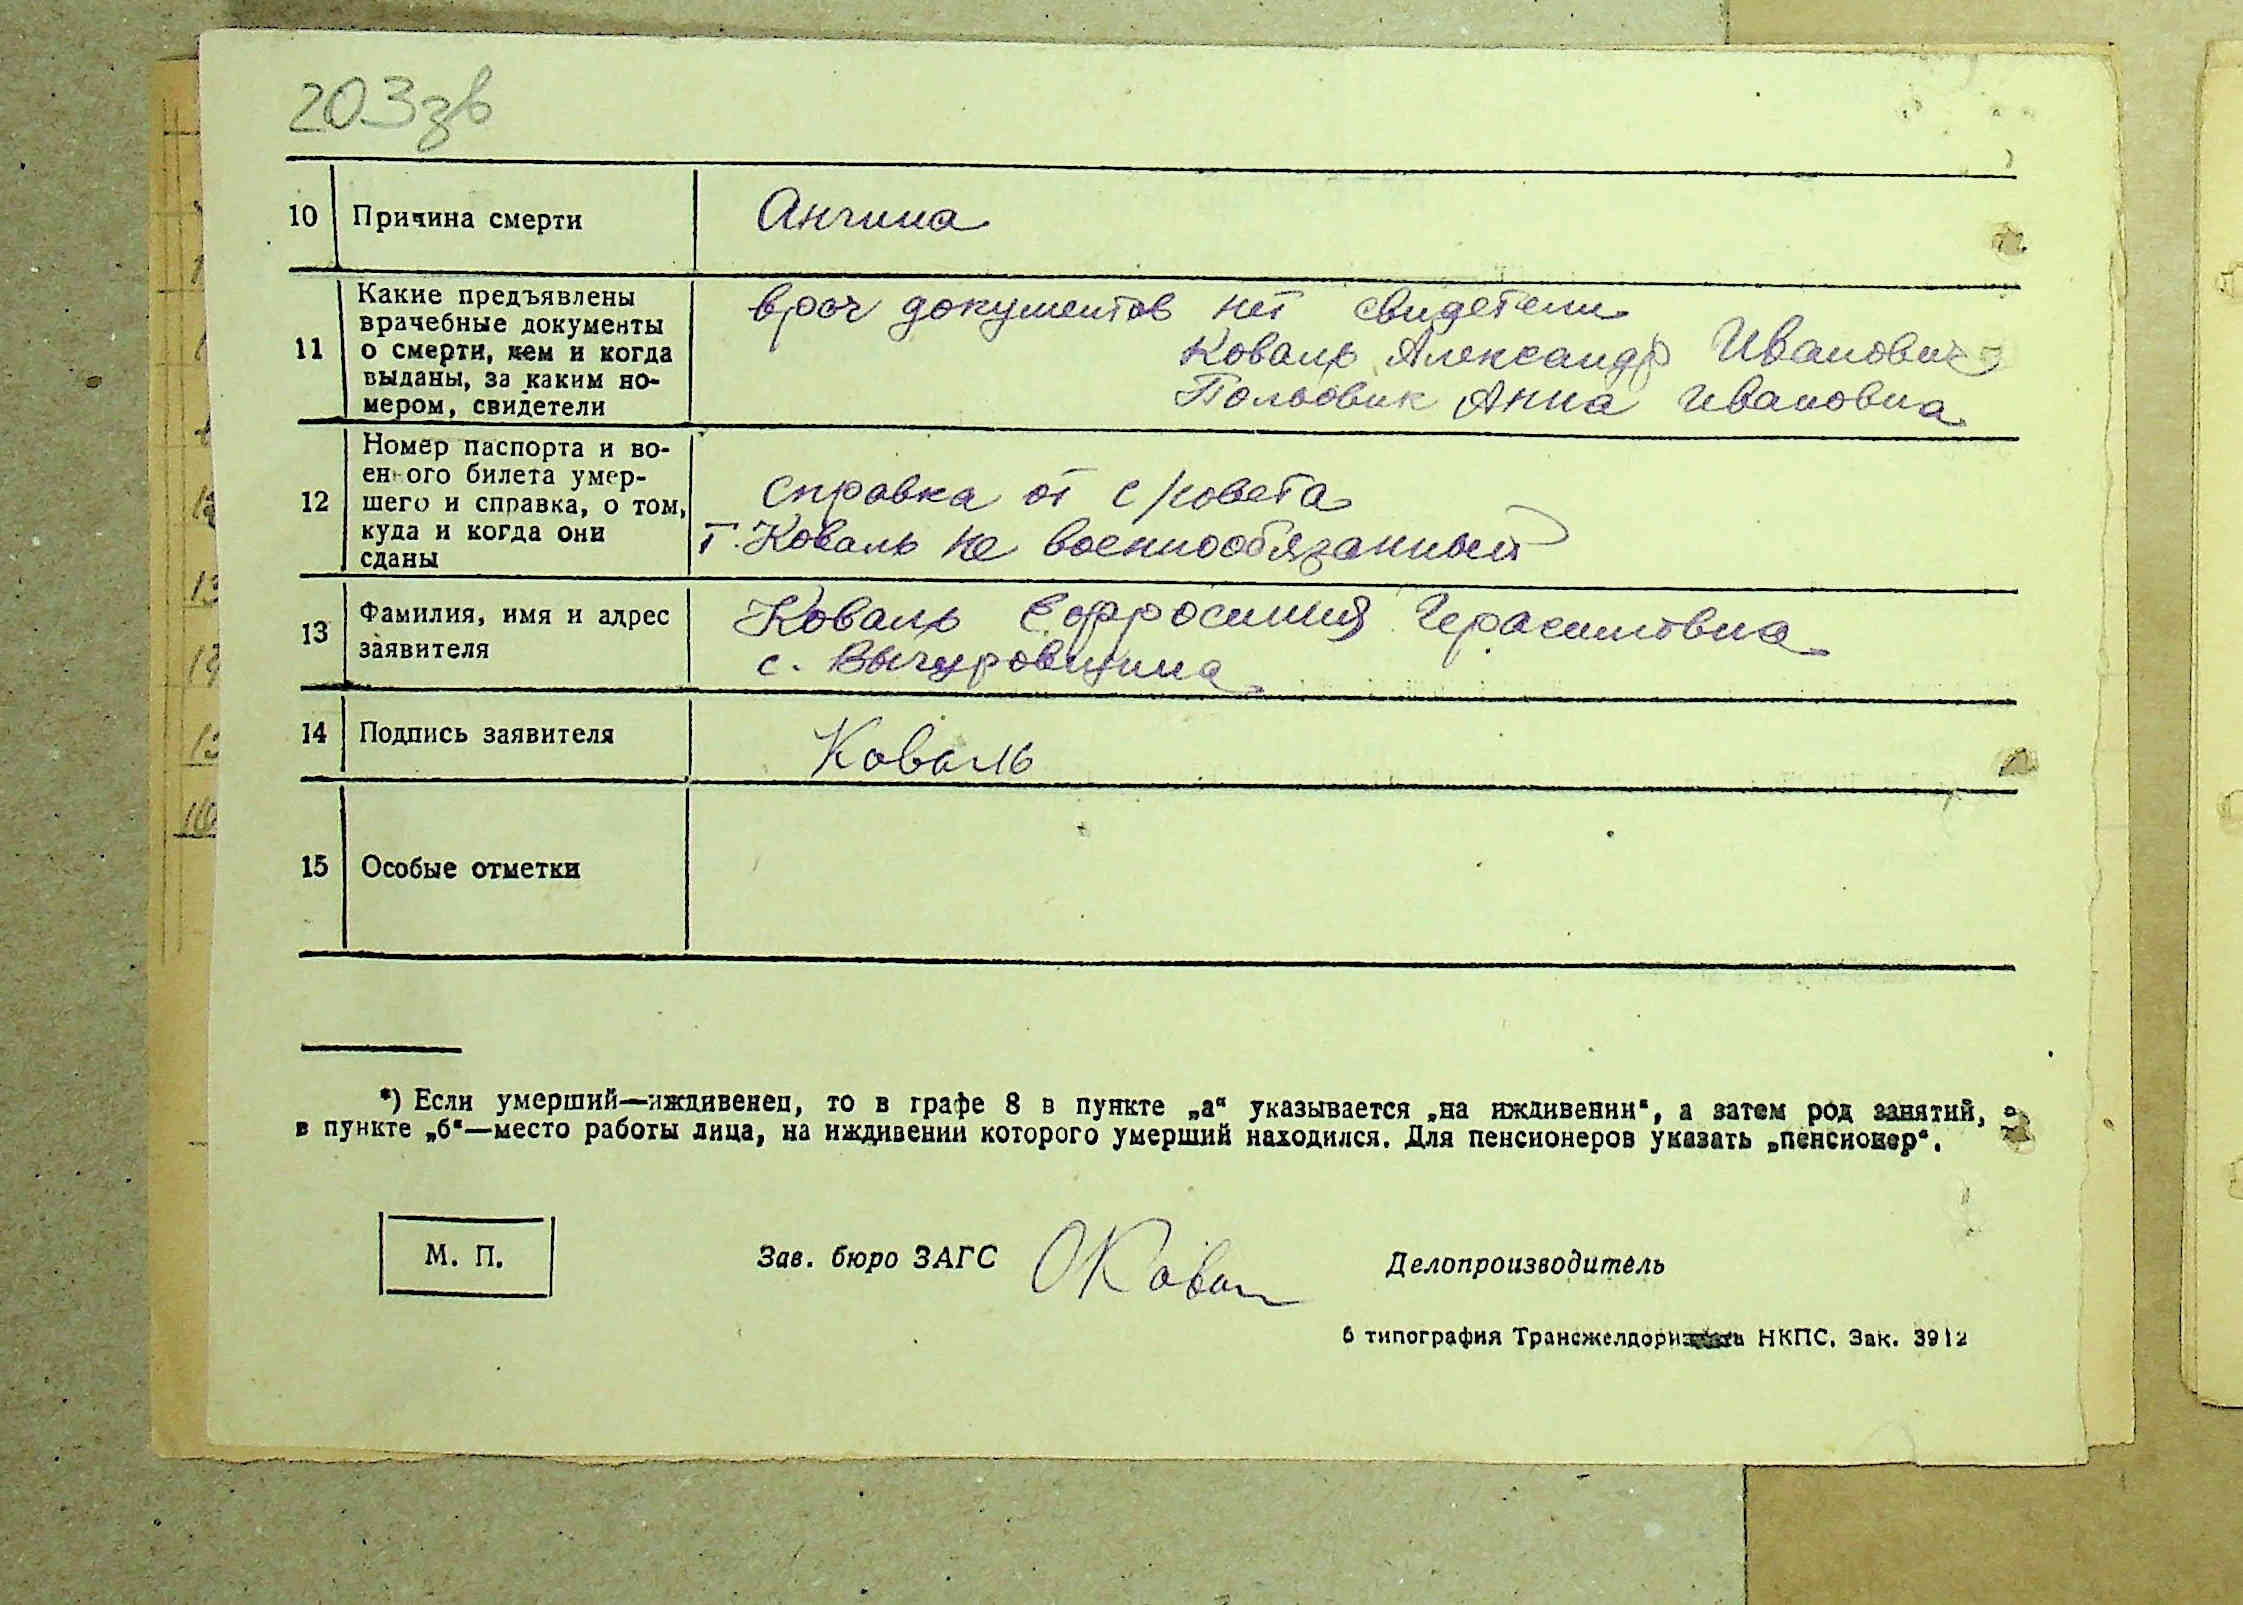 203зв
10 Причина смерти Ангина
11 Какие предъявлены врачебные документы о смерти, кем и когда выданы, за каким но-
мером, свидетели
врач документов нет свидетели
Коваль Александр Иванович
Анна Ивановна
12 Номер паспорта и во-
енного билета умер-
шего и справка, о том,
куда и когда они
сданы
справка от с/совета
т. Коваль не военнообязанный
13 Фамилия, имя и адрес
заявителя
Коваль Ефросиния Герасимовна
с.
14 Подпись заявителя Коваль
15 Особые отметки
*) Если умерший—иждивенец, то в графе 8 в пункте „а“ указывается „на иждивении“, а затем род занятий,
в пункте „б“—место работы лица, на иждивении которого умерший находился. Для пенсионеров указать „пенсионер“.
М. П. Зав. бюро ЗАГС Делопроизводитель
6 типография НКПС. Зак. 3912